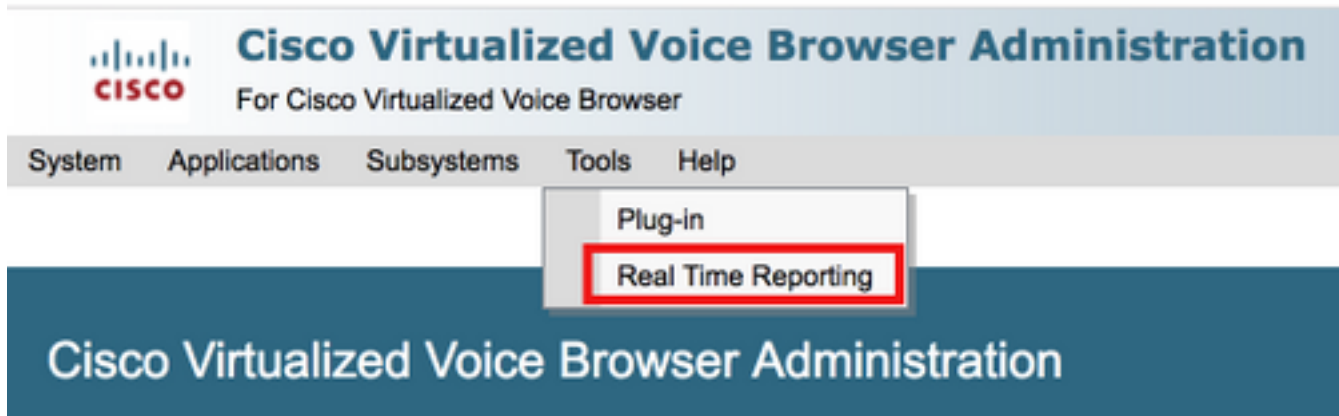 Cisco Virtualized Voice Browser Administration
CISCO
For Cisco Virtualized Voice Browser
System Applications Subsystems Tools Help
Plug-in
Real Time Reporting
Cisco Virtualized Voice Browser Administration